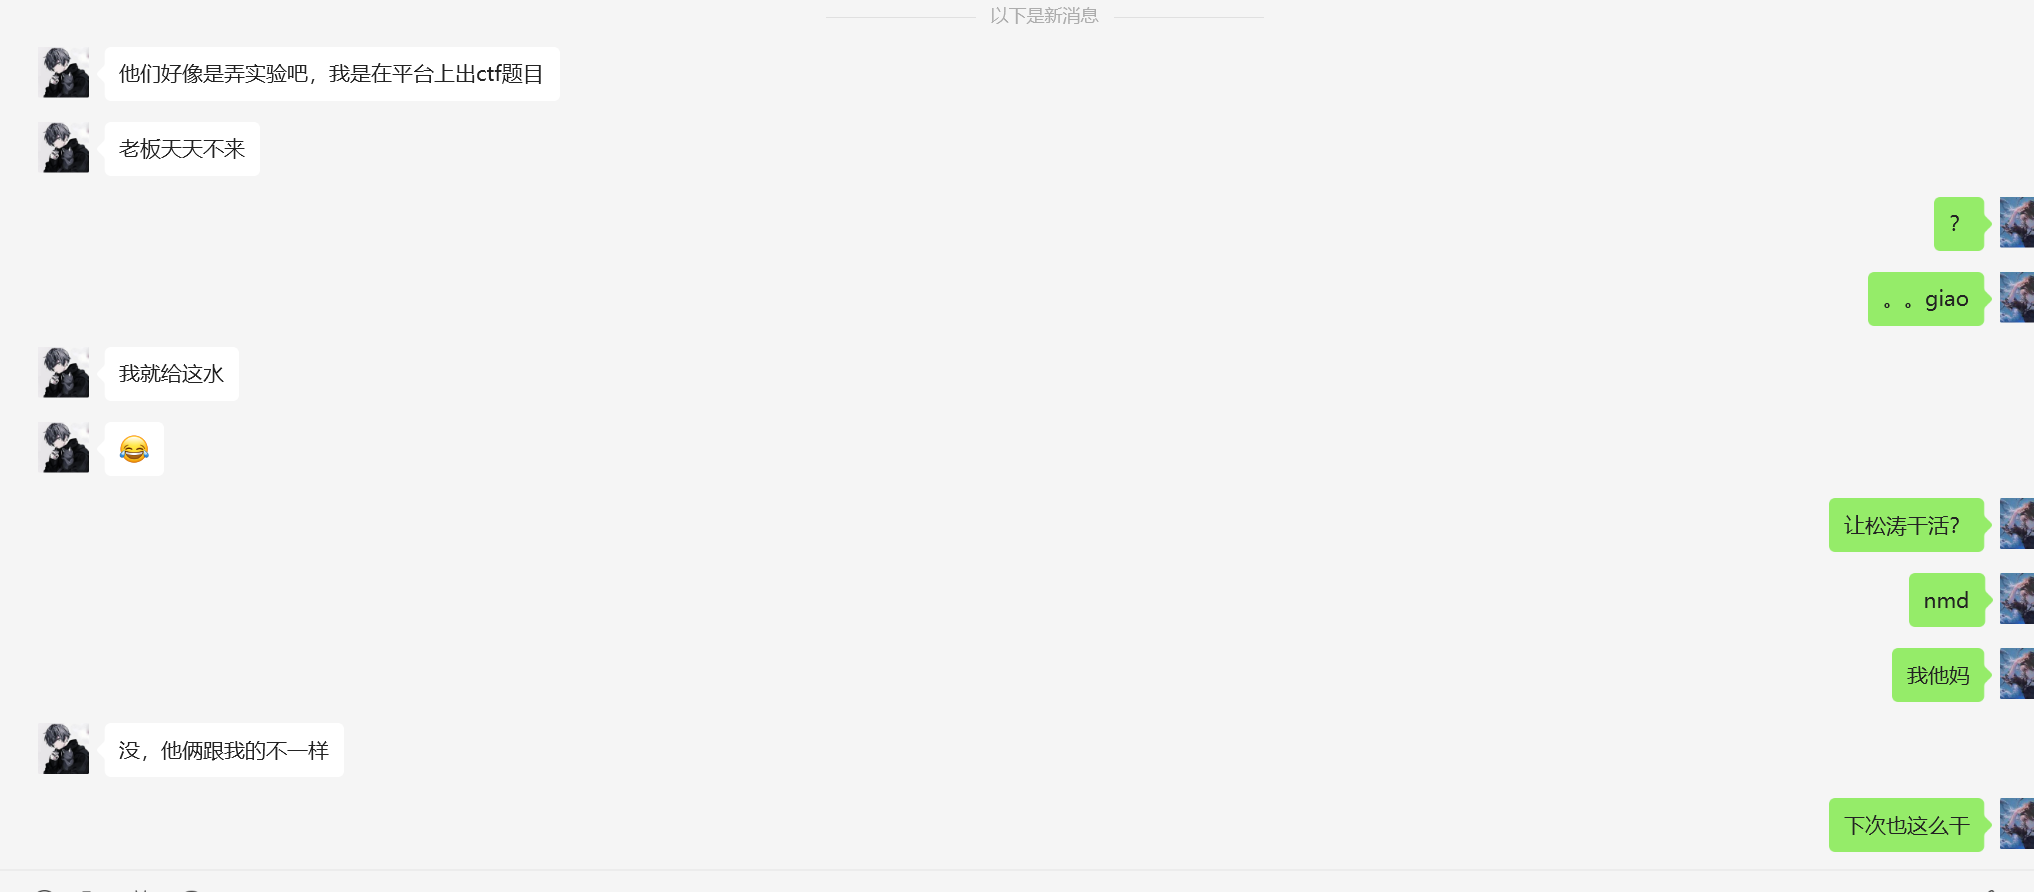 以下是新消息
他们好像是弄实验吧，我是在平台上出ctf题目
老板天天不来
？
。。giao
我就给这水
😂
让松涛干活?
nmd
我他妈
没，他俩跟我的不一样
下次也这么干